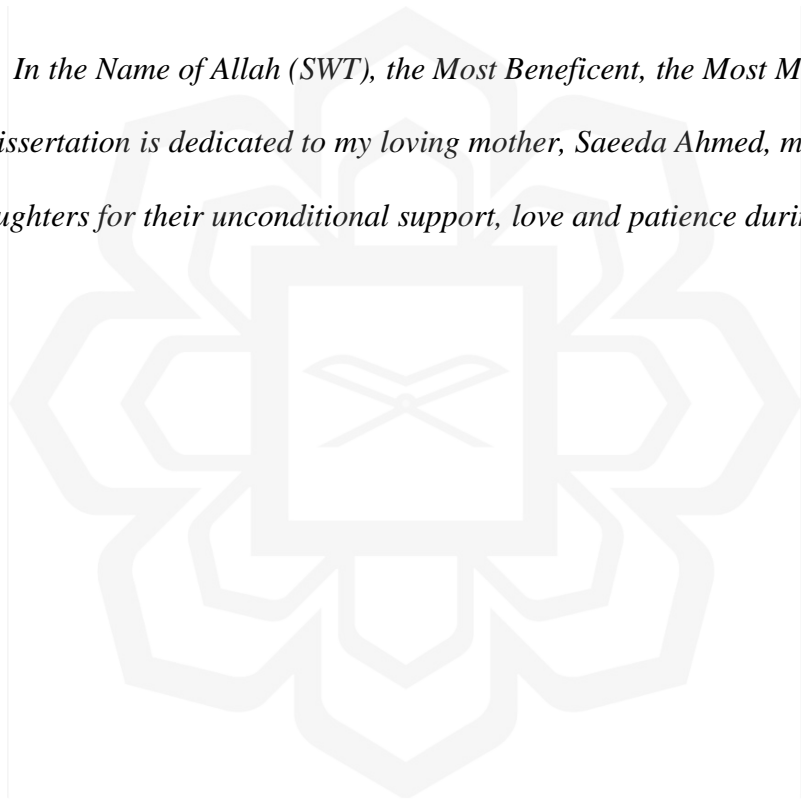 In the Name of Allah (SWT), the Most Beneficent, the Most M
issertation is dedicated to my loving mother, Saeeda Ahmed, m
ughters for their unconditional support, love and patience durin